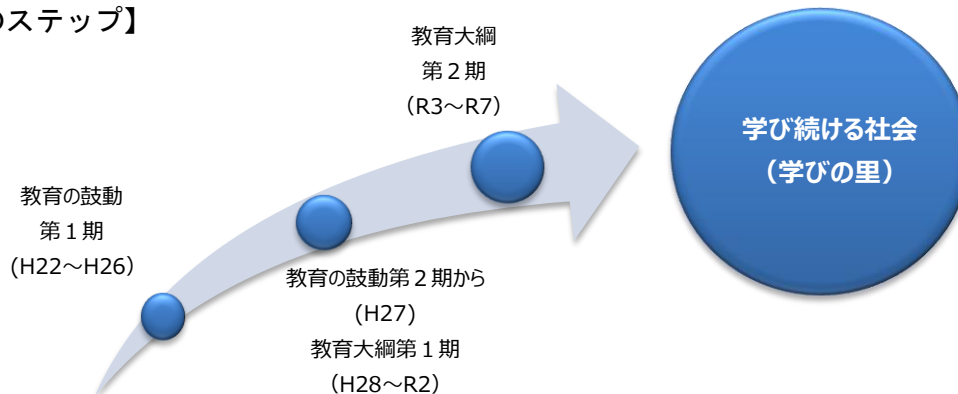 のステップ】
教育大綱
第２期
（R3～R7）
学び続ける社会
（学びの里）
教育の鼓動
第１期
(H22～H26）
教育の鼓動第２期から
(H27)
教育大綱第１期
（H28～R2）